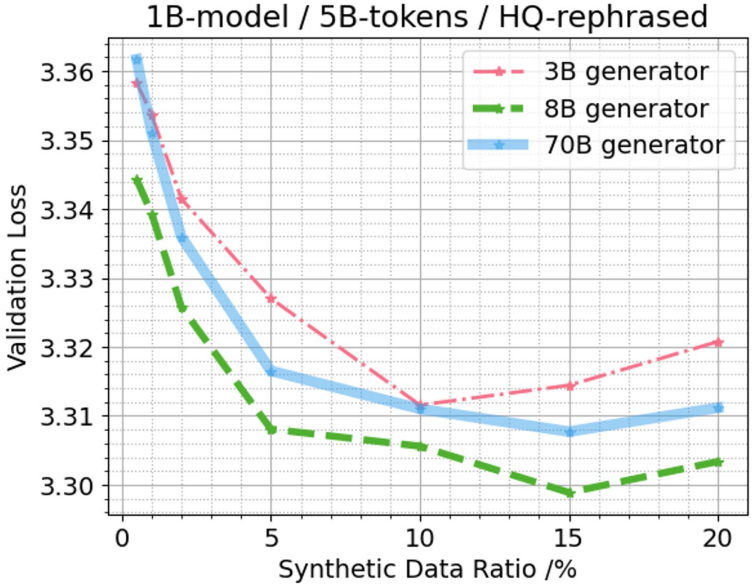 1B-model / 5B-tokens / HQ-rephrased
3B generator
8B generator
70B generator
Validation Loss
3.36
3.35
3.34
3.33
3.32
3.31
3.30
0 5 10 15 20
Synthetic Data Ratio /%